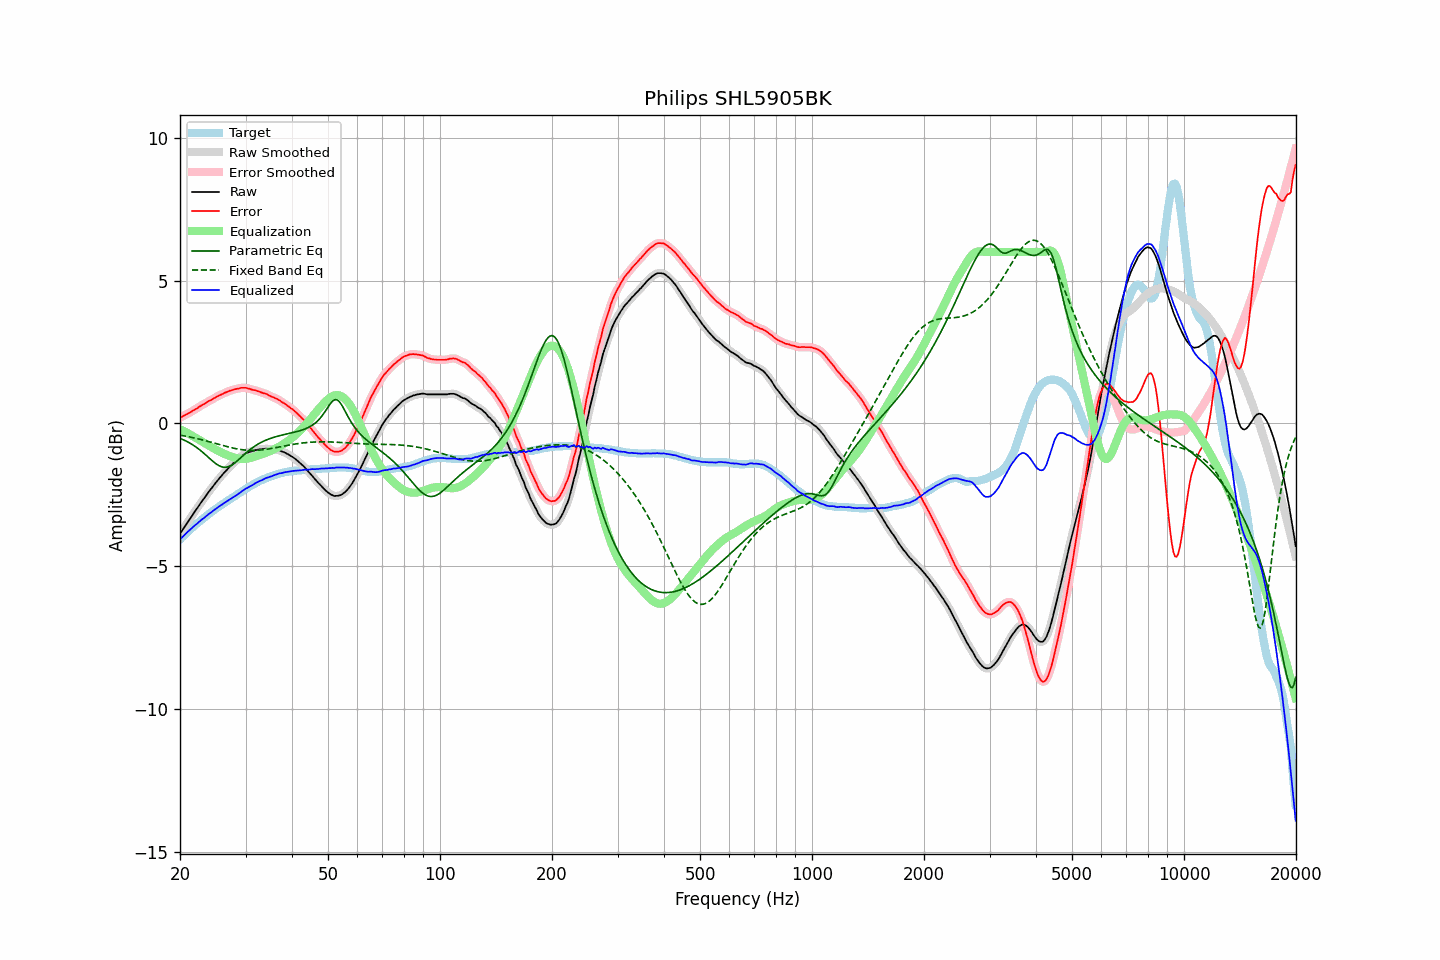 Philips SHL5905BK
Target
Raw Smoothed
Error Smoothed
Raw
Error
Equalization
Parametric Eq
Fixed Band Eq
Equalized
10
5
0
−5
−10
−15
Amplitude (dBr)
20 50 100 200 500 1000 2000 5000 10000 20000
Frequency (Hz)